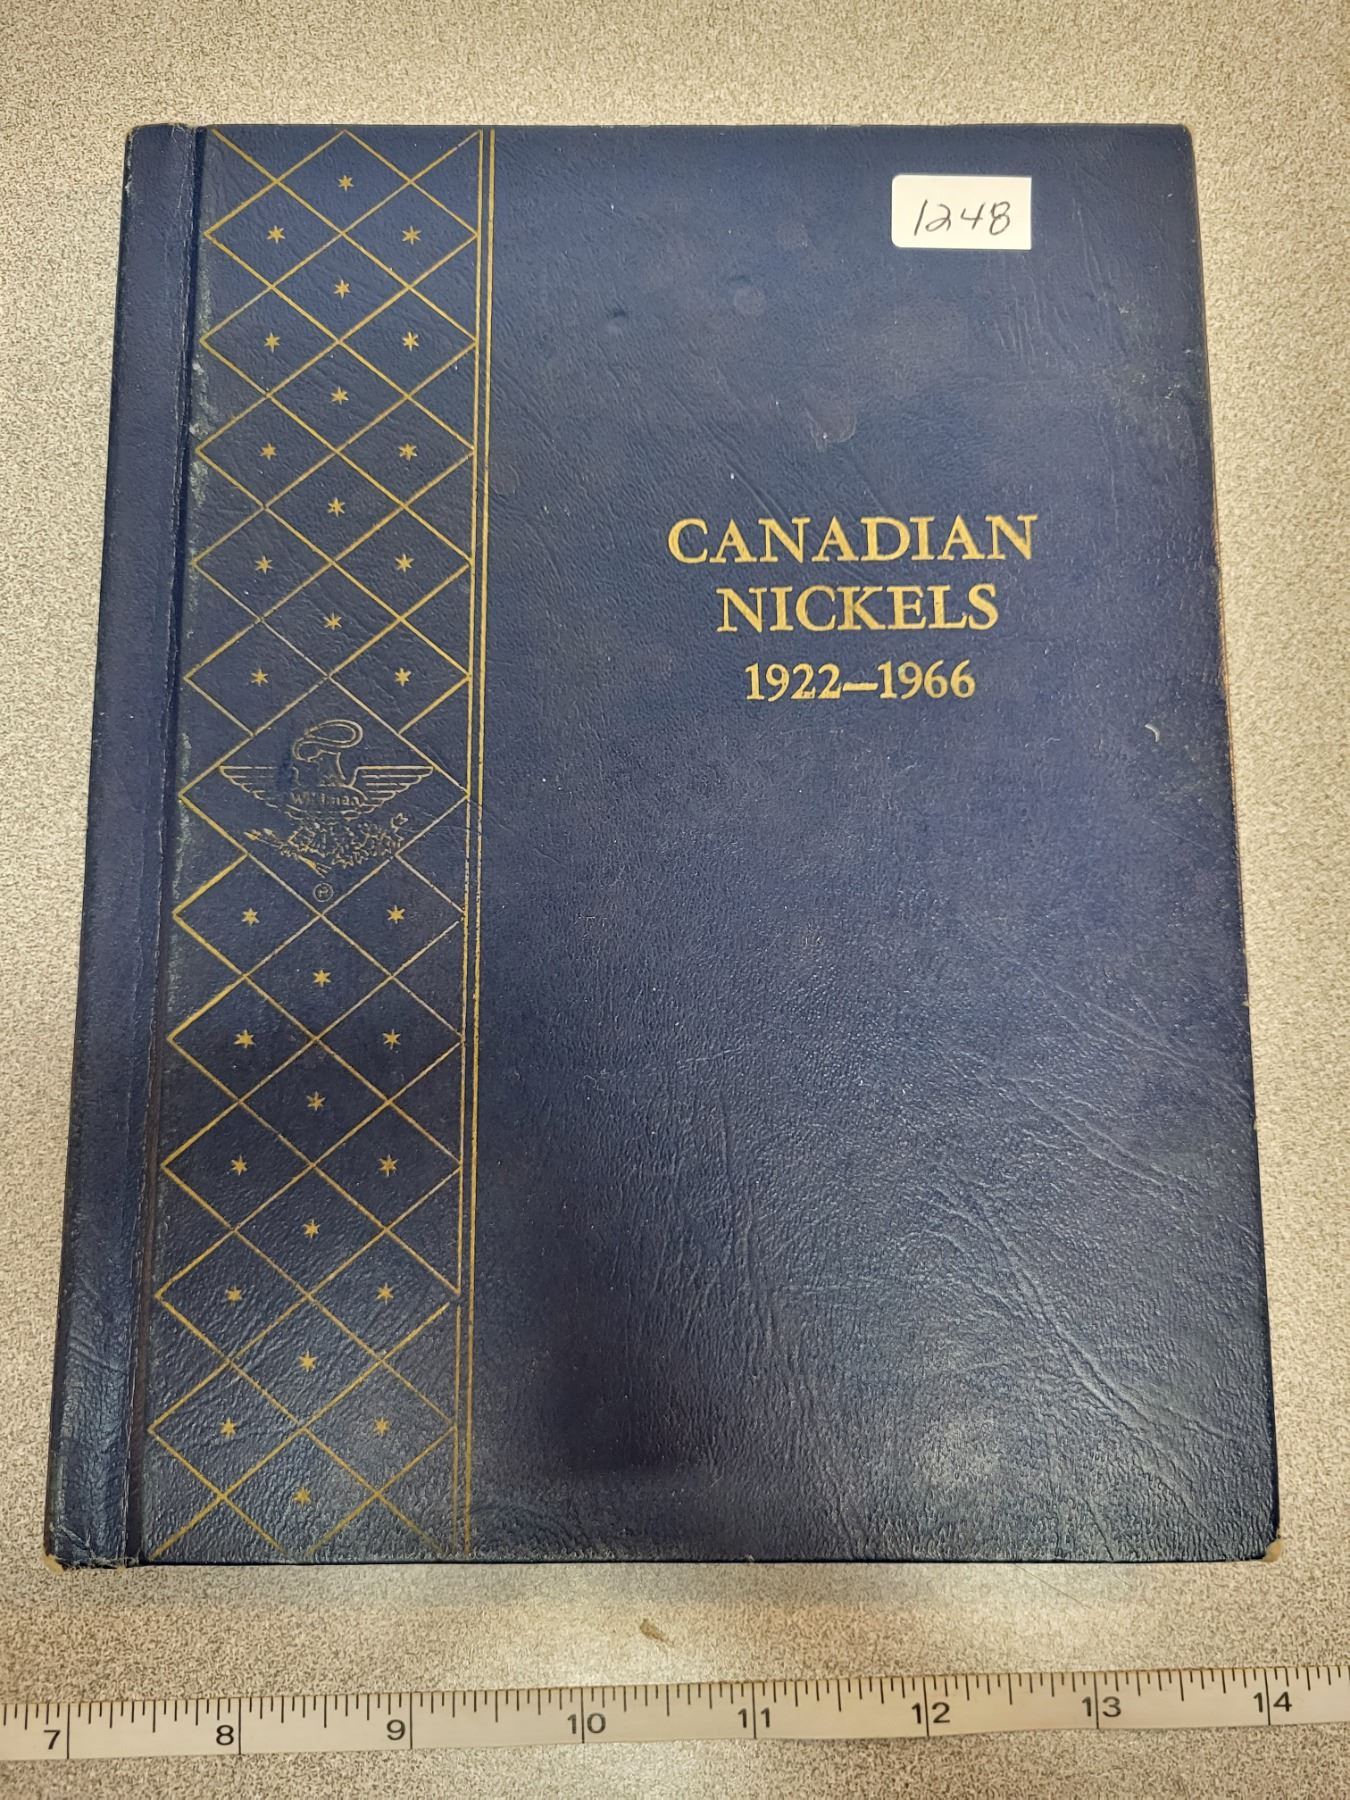 1248
CANADIAN
NICKELS
1922—1966
Whitman
®
7 8 9 10 11 12 13 14